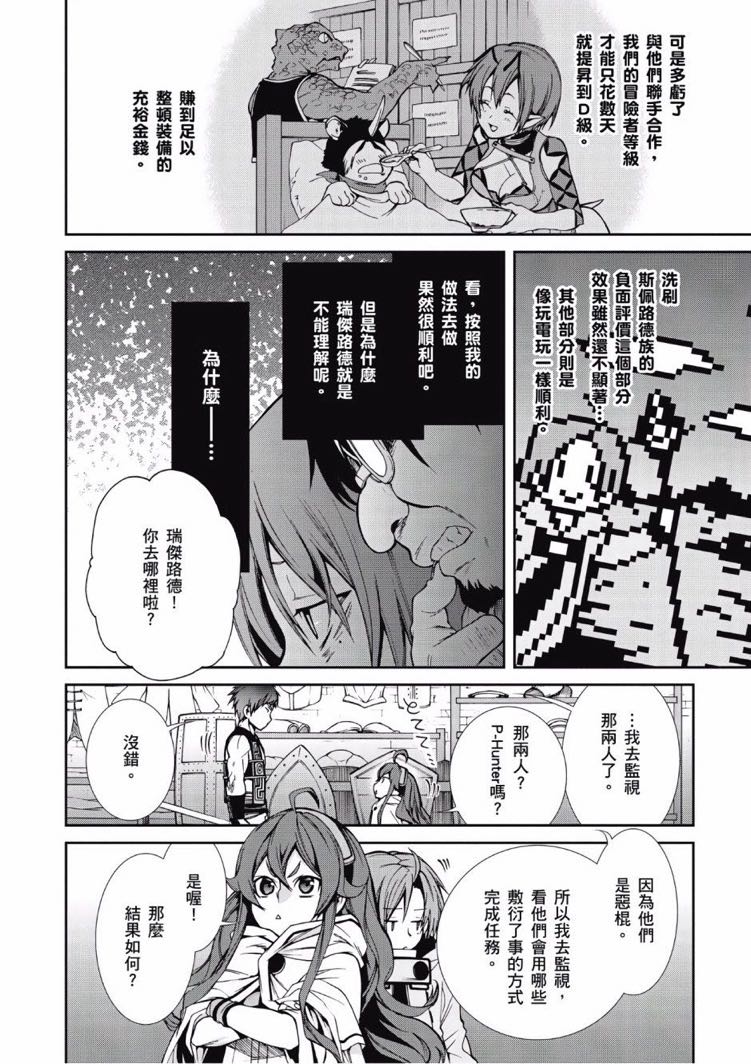 可是多虧了
與他們聯手合作，
我們的冒險者等級
才能只花數天
就提昇到D級。
賺到足以
整頓裝備的
充裕金錢。
洗刷
斯佩路德族的
負面評價這個部分
效果雖然還不顯著…
其他部分則是
像玩電玩一樣順利。
看，按照我的
做法去做
果然很順利吧。
但是為什麼
瑞傑路德就是
不能理解呢。
為什麼——…
瑞傑路德！
你去哪裡啦？
…我去監視
那兩人了。
那兩人？
P-Hunter嗎？
沒錯。
因為他們
是惡棍。
所以我去監視，
看他們會用哪些
敷衍了事的方式
完成任務。
是喔！
那麼
結果如何？